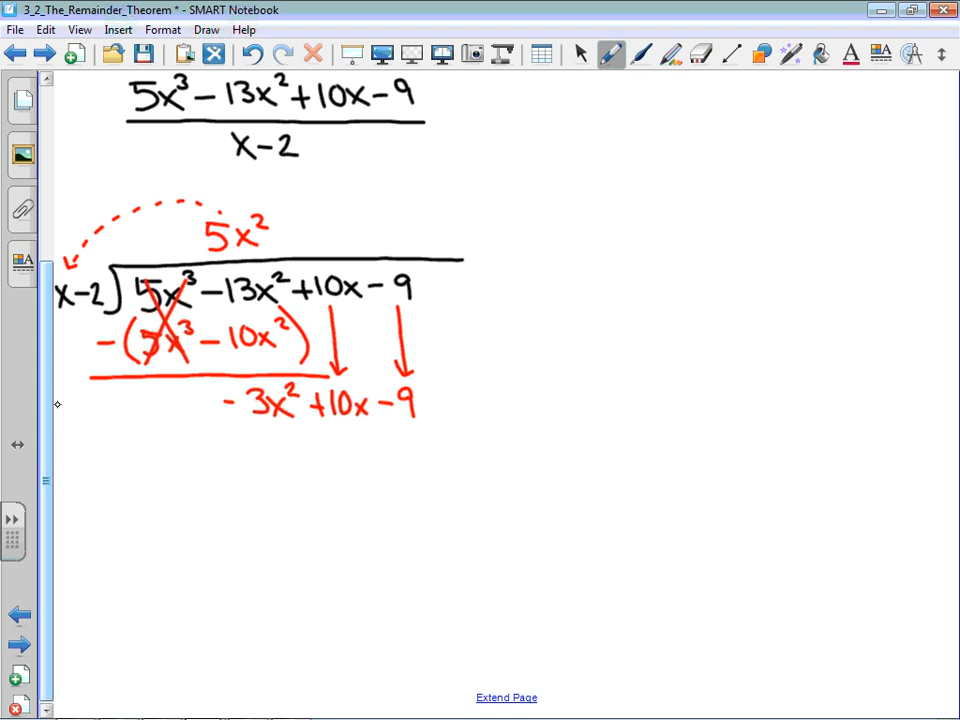 3_2_The_Remainder_Theorem * - SMART Notebook
File Edit View Insert Format Draw Help
5x³ − 13x² + 10x − 9
x − 2
5x²
x − 2 ) 5x³ − 13x² + 10x − 9
− ( 5x³ − 10x² )
− 3x² + 10x − 9
Extend Page